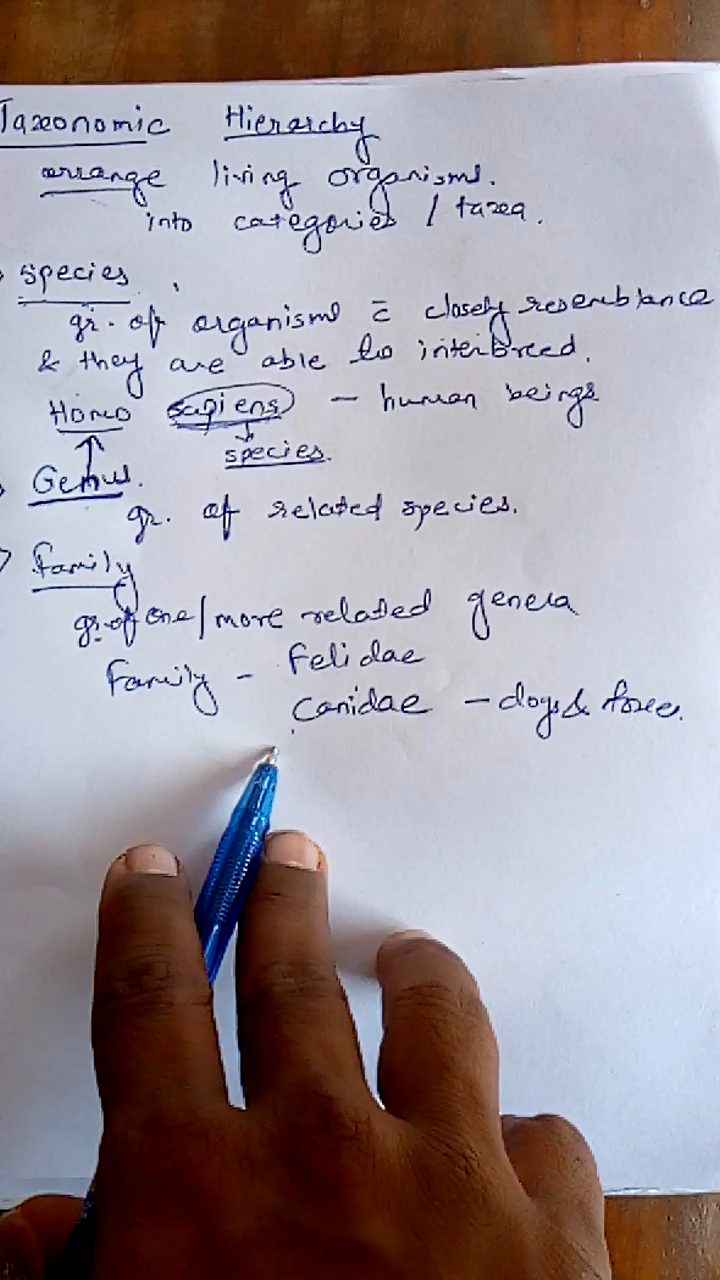 Taxonomic Hierarchy
arrange living organisms.
into categories / taxa.
Species
gr. of organisms c̄ closely resemblance
& they are able to interbreed.
Homo sapiens - human beings
species.
Genus.
gr. of related species.
Family
gr. of one/more related genera
Family - Felidae
Canidae - dogs & foxes.